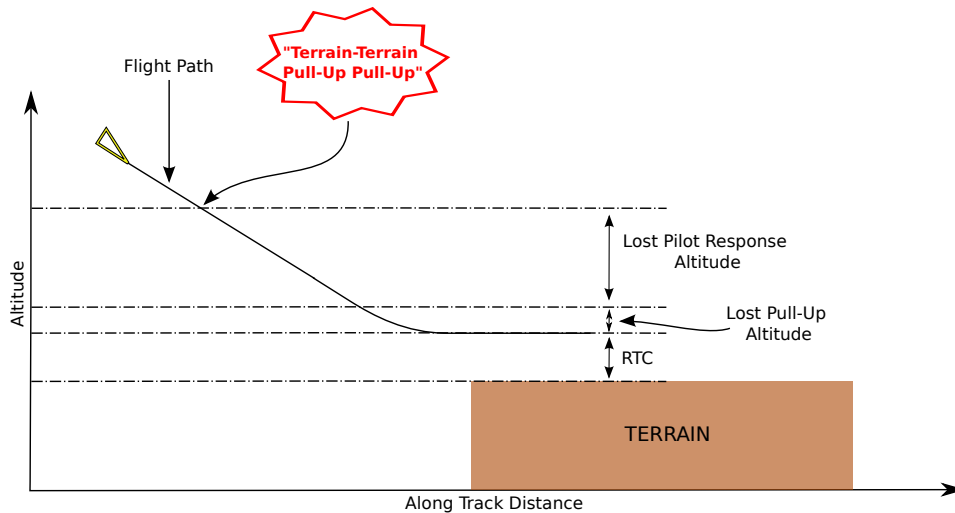 "Terrain-Terrain
Pull-Up Pull-Up"
Flight Path
Lost Pilot Response
Altitude
Lost Pull-Up
Altitude
RTC
TERRAIN
Altitude
Along Track Distance